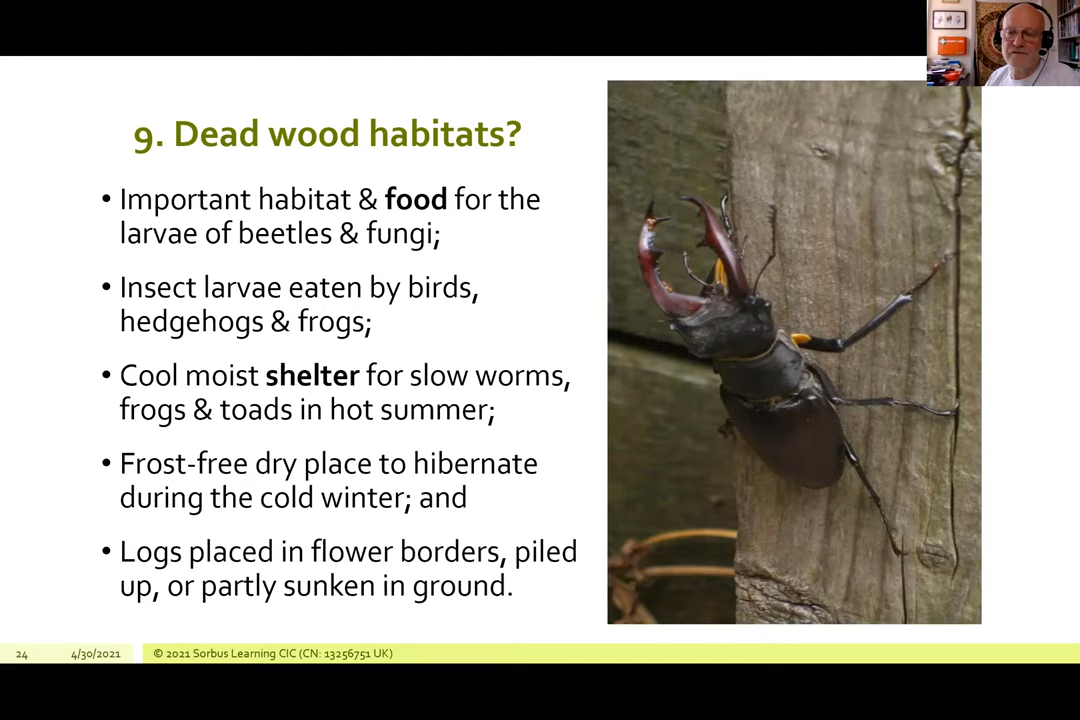 9. Dead wood habitats?
• Important habitat & food for the
larvae of beetles & fungi;
• Insect larvae eaten by birds,
hedgehogs & frogs;
• Cool moist shelter for slow worms,
frogs & toads in hot summer;
• Frost-free dry place to hibernate
during the cold winter; and
• Logs placed in flower borders, piled
up, or partly sunken in ground.
24 4/30/2021 © 2021 Sorbus Learning CIC (CN: 13256751 UK)